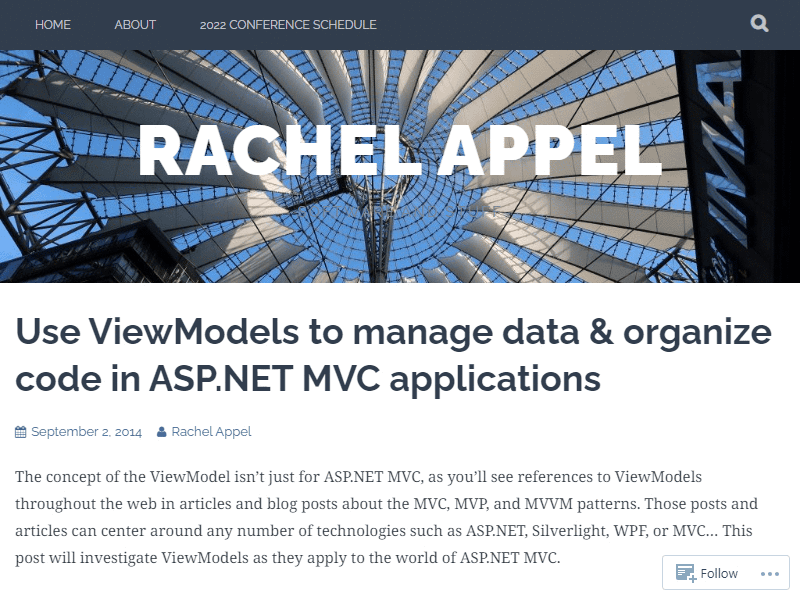 HOME ABOUT 2022 CONFERENCE SCHEDULE
RACHEL APPEL
Use ViewModels to manage data & organize
code in ASP.NET MVC applications
September 2, 2014 Rachel Appel
The concept of the ViewModel isn’t just for ASP.NET MVC, as you’ll see references to ViewModels
throughout the web in articles and blog posts about the MVC, MVP, and MVVM patterns. Those posts and
articles can center around any number of technologies such as ASP.NET, Silverlight, WPF, or MVC… This
post will investigate ViewModels as they apply to the world of ASP.NET MVC.
Follow